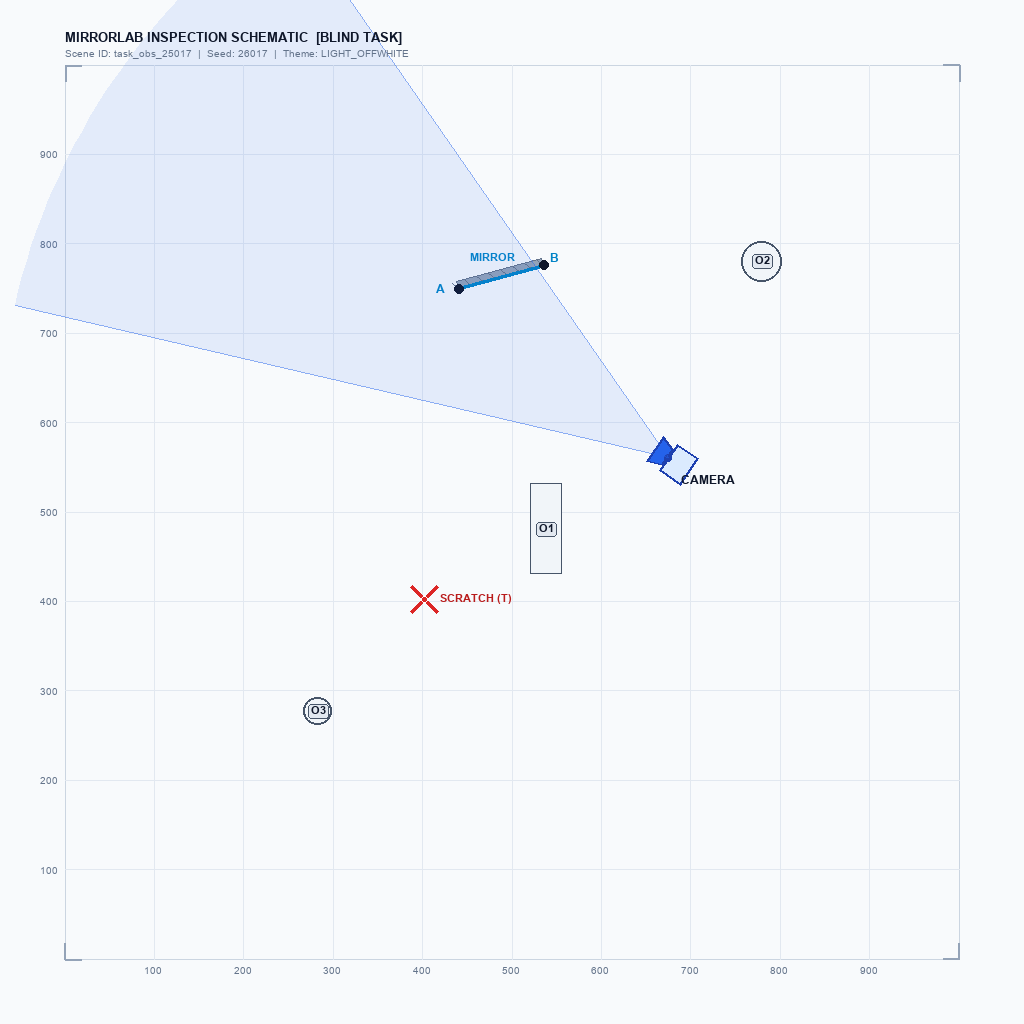 MIRRORLAB INSPECTION SCHEMATIC [BLIND TASK]
Scene ID: task_obs_25017 | Seed: 26017 | Theme: LIGHT_OFFWHITE
900
800
MIRROR
B
O2
A
700
600
CAMERA
500
O1
400
SCRATCH (T)
300
O3
200
100
100 200 300 400 500 600 700 800 900